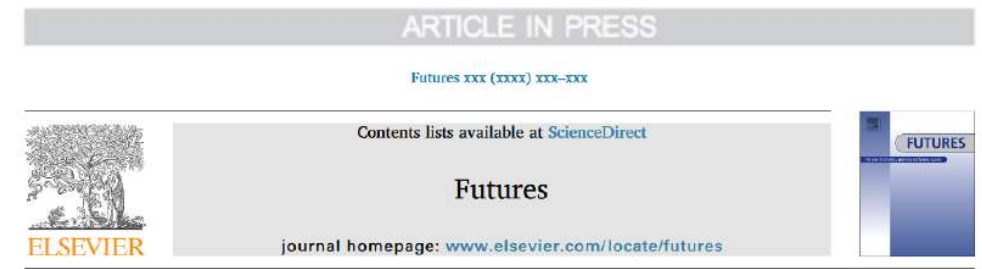 ARTICLE IN PRESS
Futures xxx (xxxx) xxx–xxx
Contents lists available at ScienceDirect
Futures
journal homepage: www.elsevier.com/locate/futures
ELSEVIER
FUTURES